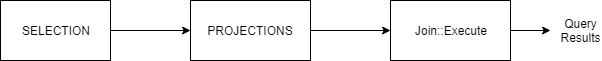 SELECTION
PROJECTIONS
Join::Execute
Query
Results